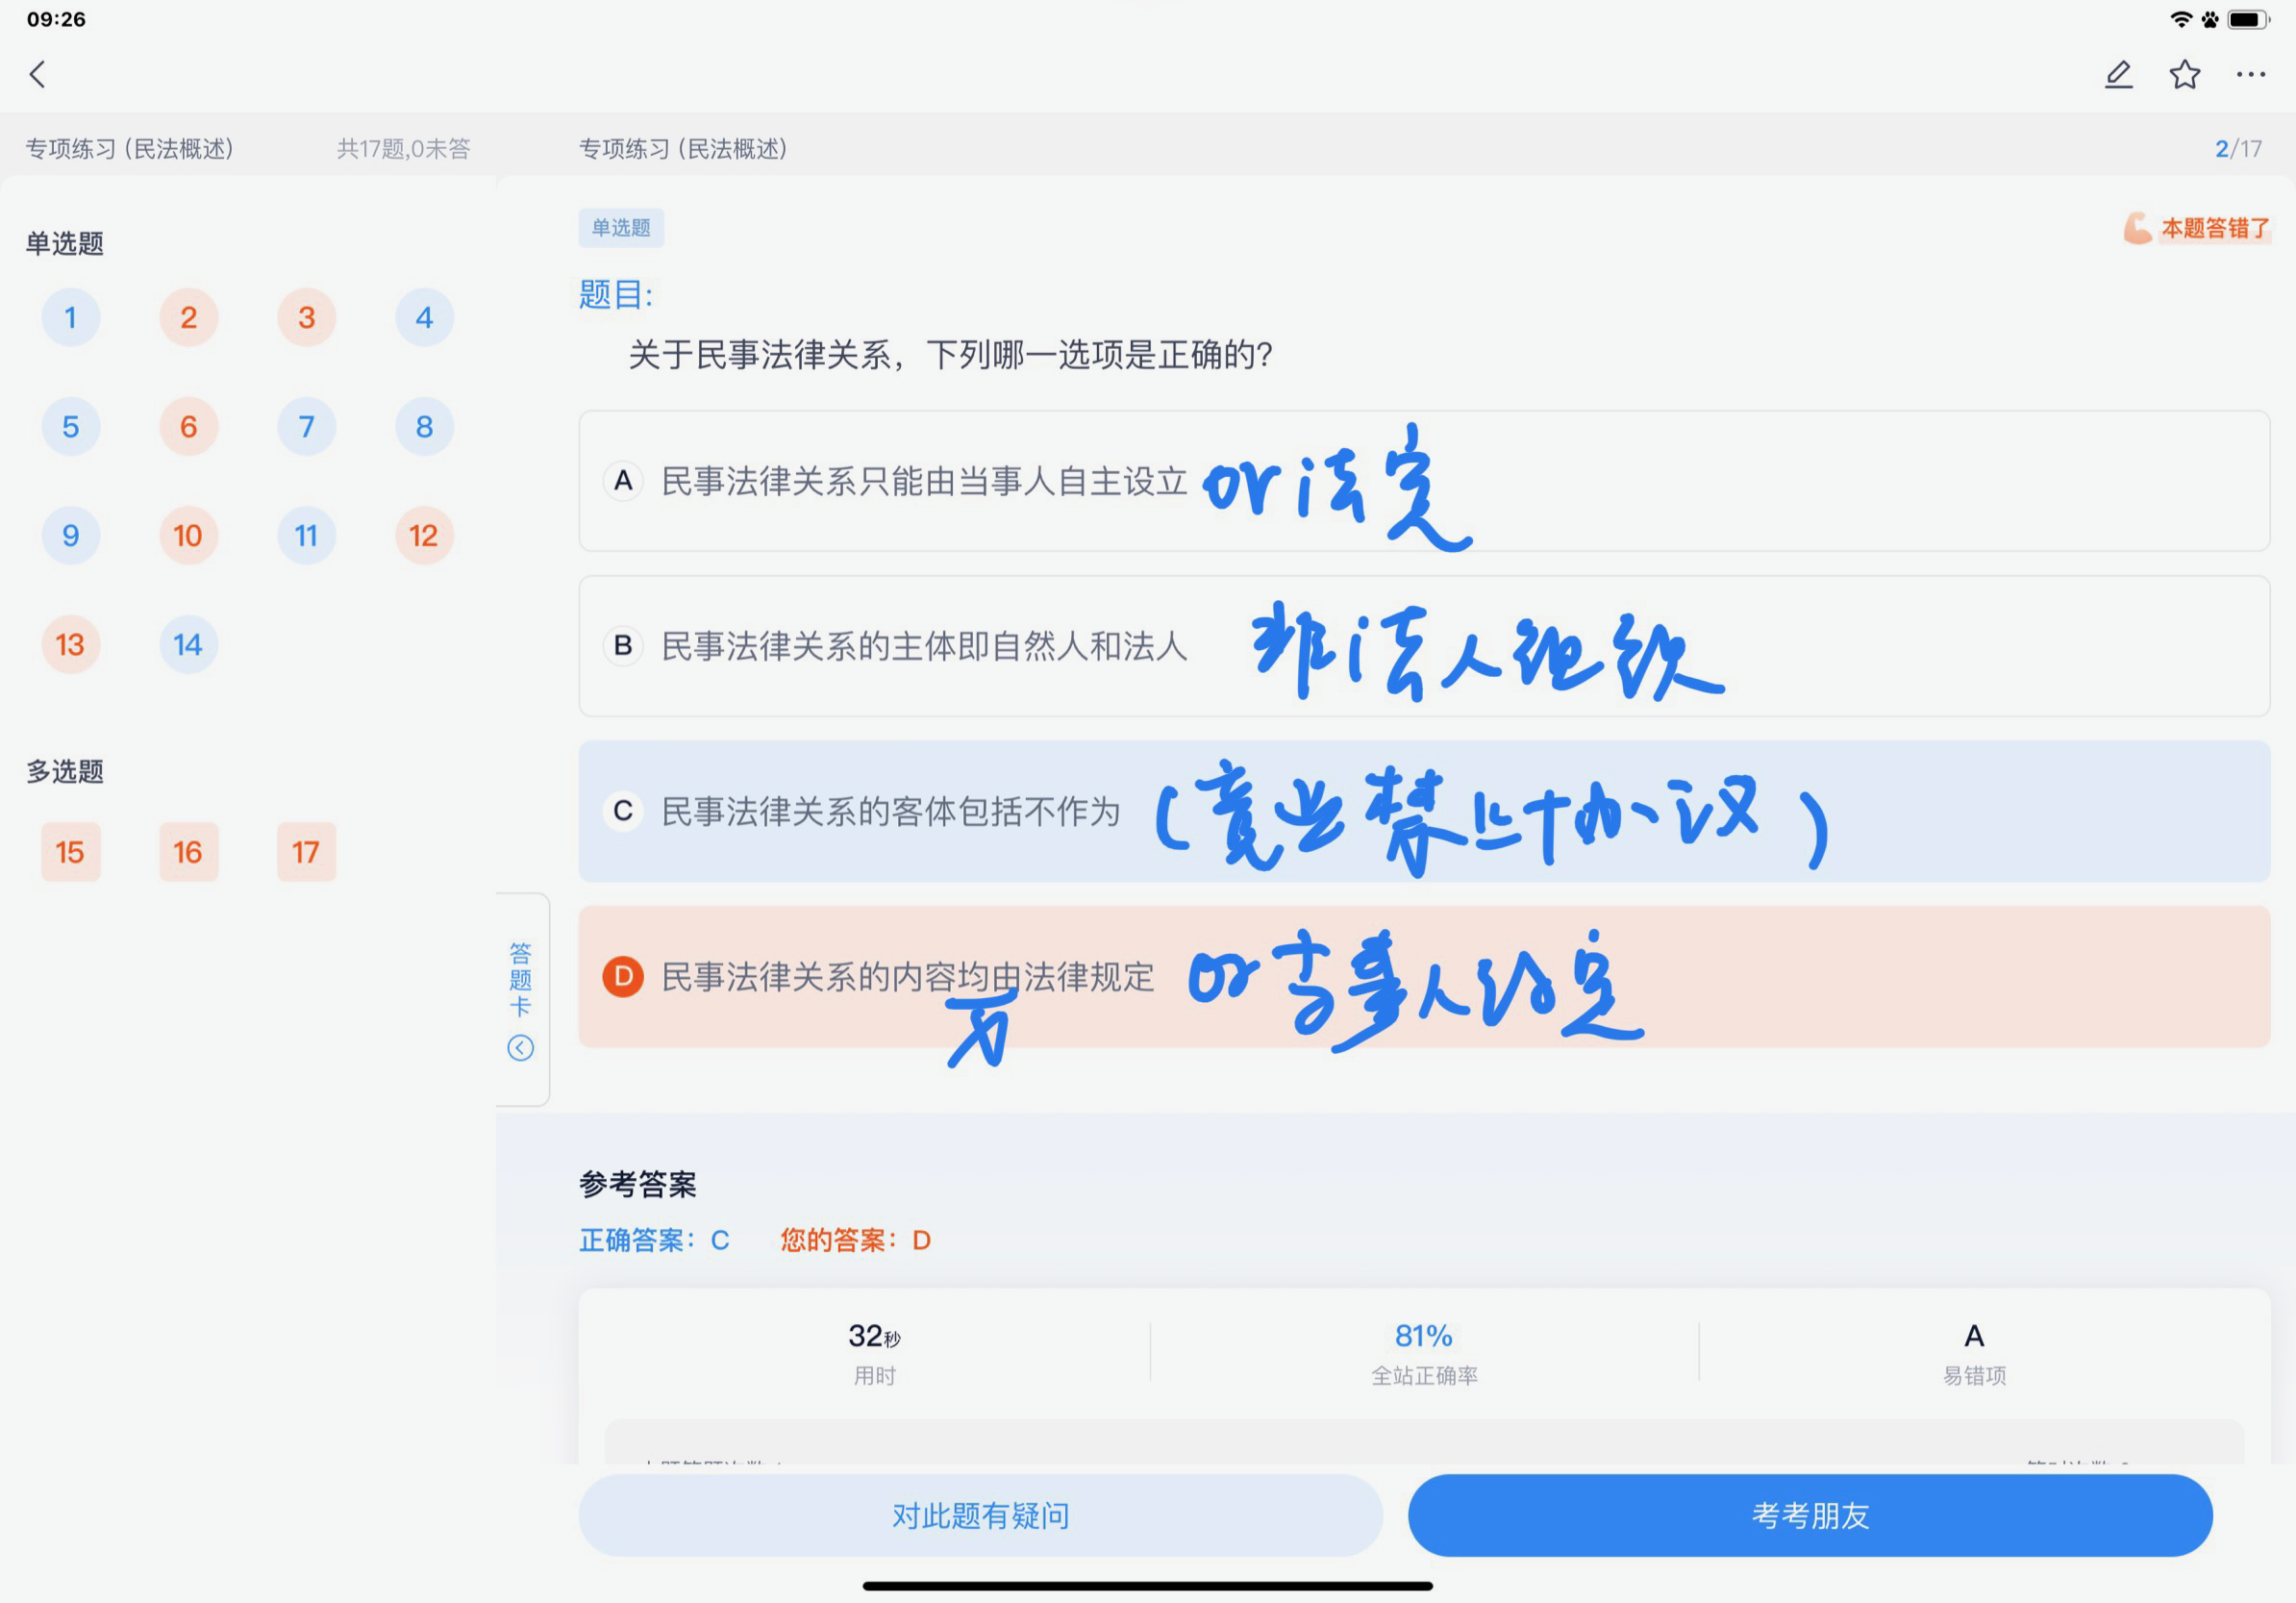 09:26
专项练习（民法概述） 共17题,0未答
专项练习（民法概述） 2/17
单选题
1 2 3 4
5 6 7 8
9 10 11 12
13 14
多选题
15 16 17
答题卡
单选题 本题答错了
题目:
关于民事法律关系，下列哪一选项是正确的?
A 民事法律关系只能由当事人自主设立 or 法定
B 民事法律关系的主体即自然人和法人 非法人组织
C 民事法律关系的客体包括不作为 (竞业禁止协议)
D 民事法律关系的内容均由法律规定 or 当事人约定
参考答案
正确答案：C 您的答案：D
32秒 81% A
用时 全站正确率 易错项
对此题有疑问 考考朋友